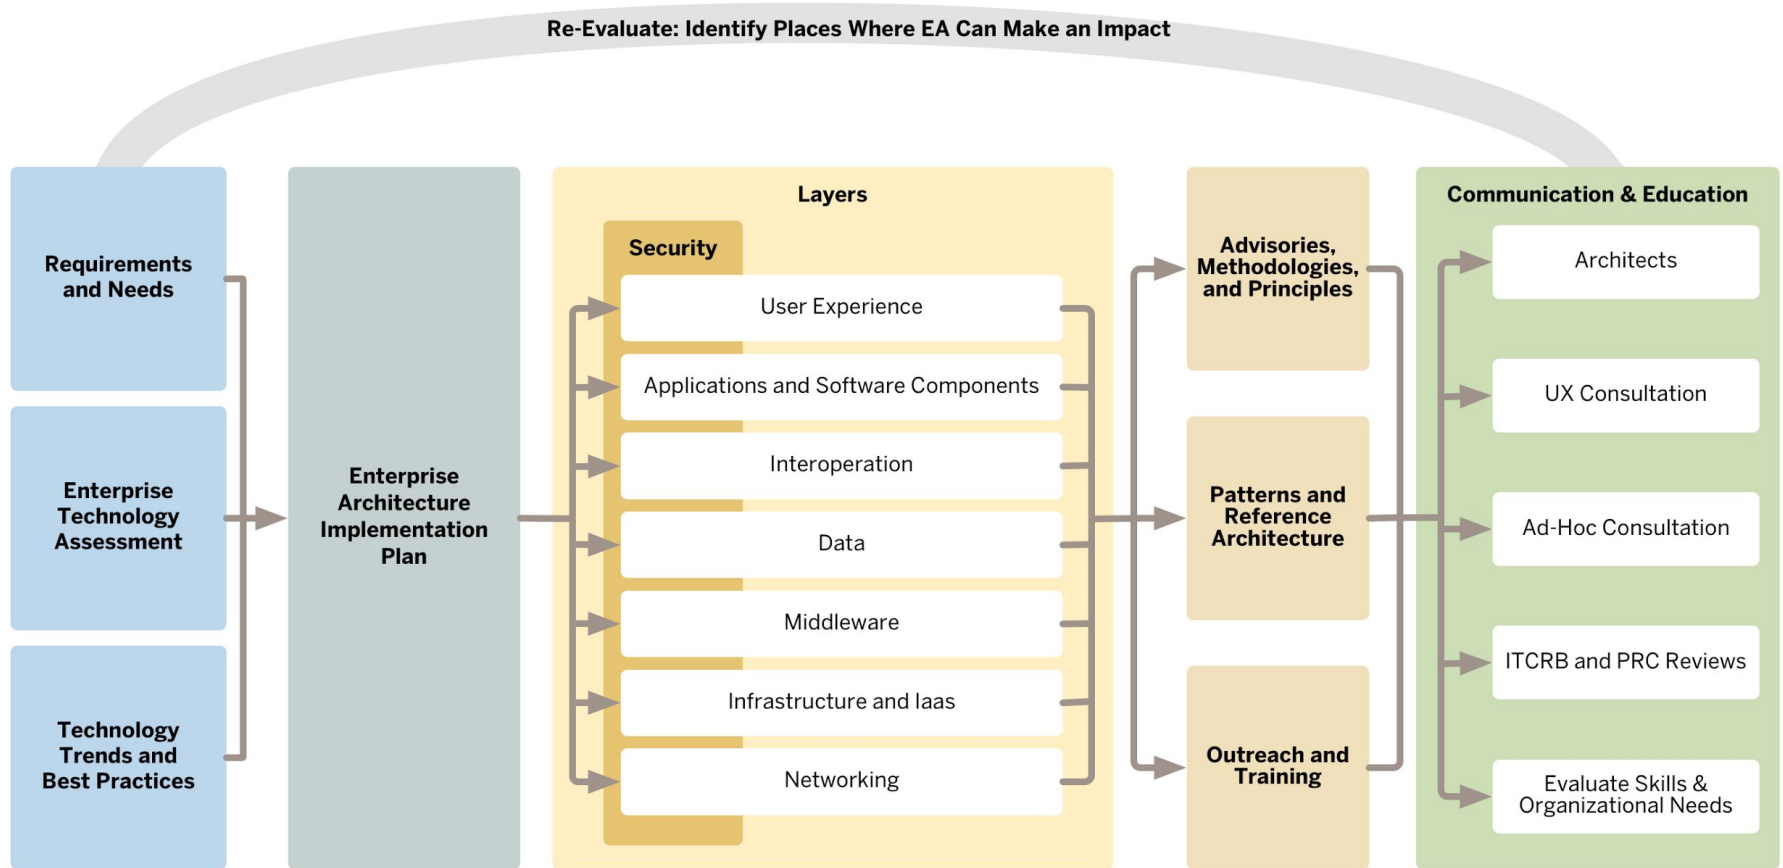 Re-Evaluate: Identify Places Where EA Can Make an Impact
Requirements
and Needs
Enterprise
Technology
Assessment
Technology
Trends and
Best Practices
Enterprise
Architecture
Implementation
Plan
Layers
Security
User Experience
Applications and Software Components
Interoperation
Data
Middleware
Infrastructure and Iaas
Networking
Advisories,
Methodologies,
and Principles
Patterns and
Reference
Architecture
Outreach and
Training
Communication & Education
Architects
UX Consultation
Ad-Hoc Consultation
ITCRB and PRC Reviews
Evaluate Skills &
Organizational Needs